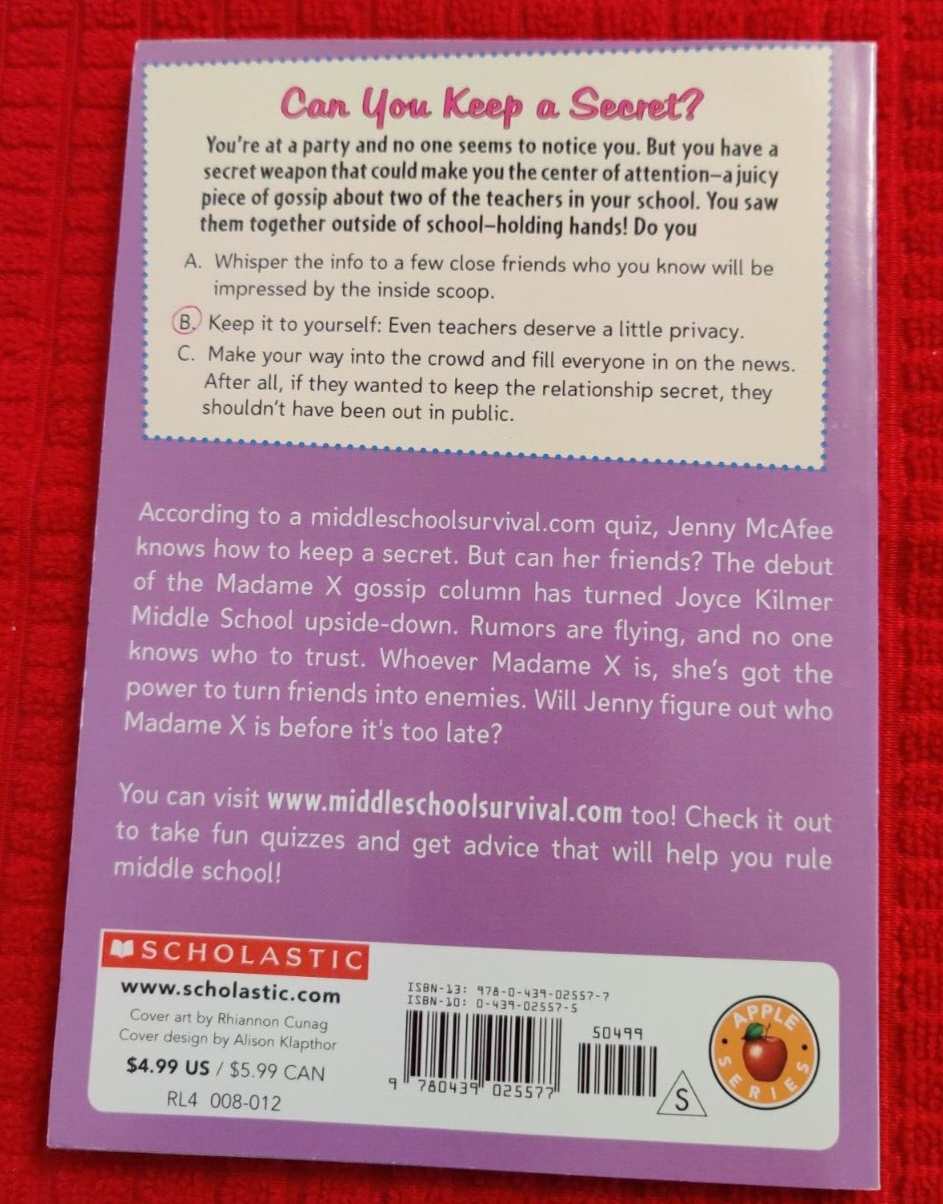 Can You Keep a Secret?
You're at a party and no one seems to notice you. But you have a
secret weapon that could make you the center of attention–a juicy
piece of gossip about two of the teachers in your school. You saw
them together outside of school–holding hands! Do you
A. Whisper the info to a few close friends who you know will be
impressed by the inside scoop.
B. Keep it to yourself: Even teachers deserve a little privacy.
C. Make your way into the crowd and fill everyone in on the news.
After all, if they wanted to keep the relationship secret, they
shouldn't have been out in public.
According to a middleschoolsurvival.com quiz, Jenny McAfee
knows how to keep a secret. But can her friends? The debut
of the Madame X gossip column has turned Joyce Kilmer
Middle School upside-down. Rumors are flying, and no one
knows who to trust. Whoever Madame X is, she's got the
power to turn friends into enemies. Will Jenny figure out who
Madame X is before it's too late?
You can visit www.middleschoolsurvival.com too! Check it out
to take fun quizzes and get advice that will help you rule
middle school!
SCHOLASTIC
www.scholastic.com
Cover art by Rhiannon Cunag
Cover design by Alison Klapthor
$4.99 US / $5.99 CAN
RL4 008-012
ISBN-13: 978-0-439-02557-7
ISBN-10: 0-439-02557-5
50499
9 780439 025577
S
APPLE
SERIES